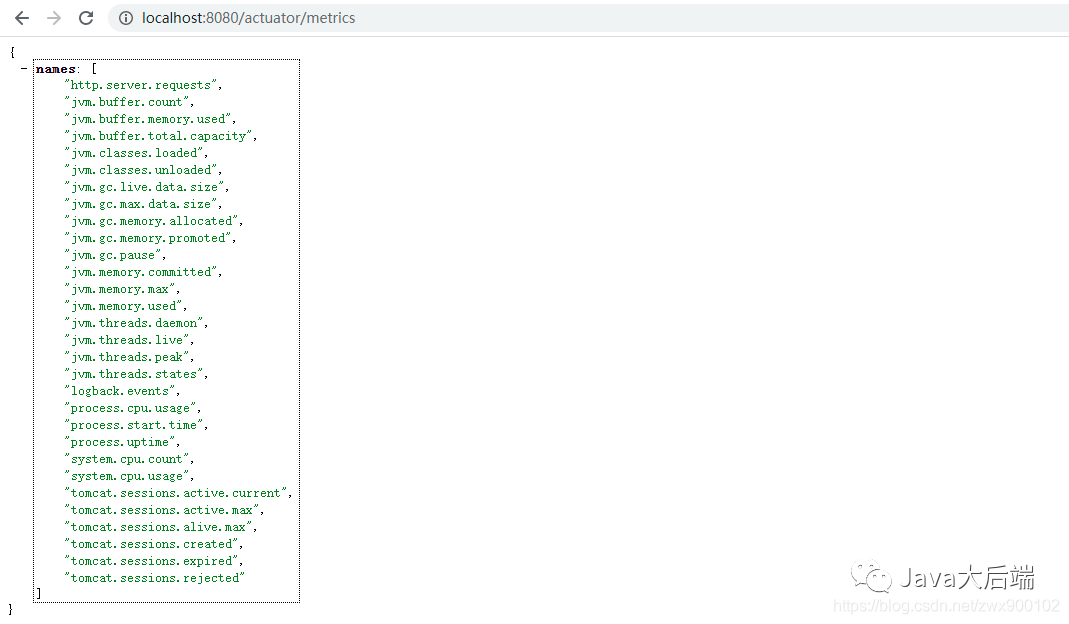 localhost:8080/actuator/metrics
{
− names: [
"http.server.requests",
"jvm.buffer.count",
"jvm.buffer.memory.used",
"jvm.buffer.total.capacity",
"jvm.classes.loaded",
"jvm.classes.unloaded",
"jvm.gc.live.data.size",
"jvm.gc.max.data.size",
"jvm.gc.memory.allocated",
"jvm.gc.memory.promoted",
"jvm.gc.pause",
"jvm.memory.committed",
"jvm.memory.max",
"jvm.memory.used",
"jvm.threads.daemon",
"jvm.threads.live",
"jvm.threads.peak",
"jvm.threads.states",
"logback.events",
"process.cpu.usage",
"process.start.time",
"process.uptime",
"system.cpu.count",
"system.cpu.usage",
"tomcat.sessions.active.current",
"tomcat.sessions.active.max",
"tomcat.sessions.alive.max",
"tomcat.sessions.created",
"tomcat.sessions.expired",
"tomcat.sessions.rejected"
]
}
Java大后端
https://blog.csdn.net/zwx900102